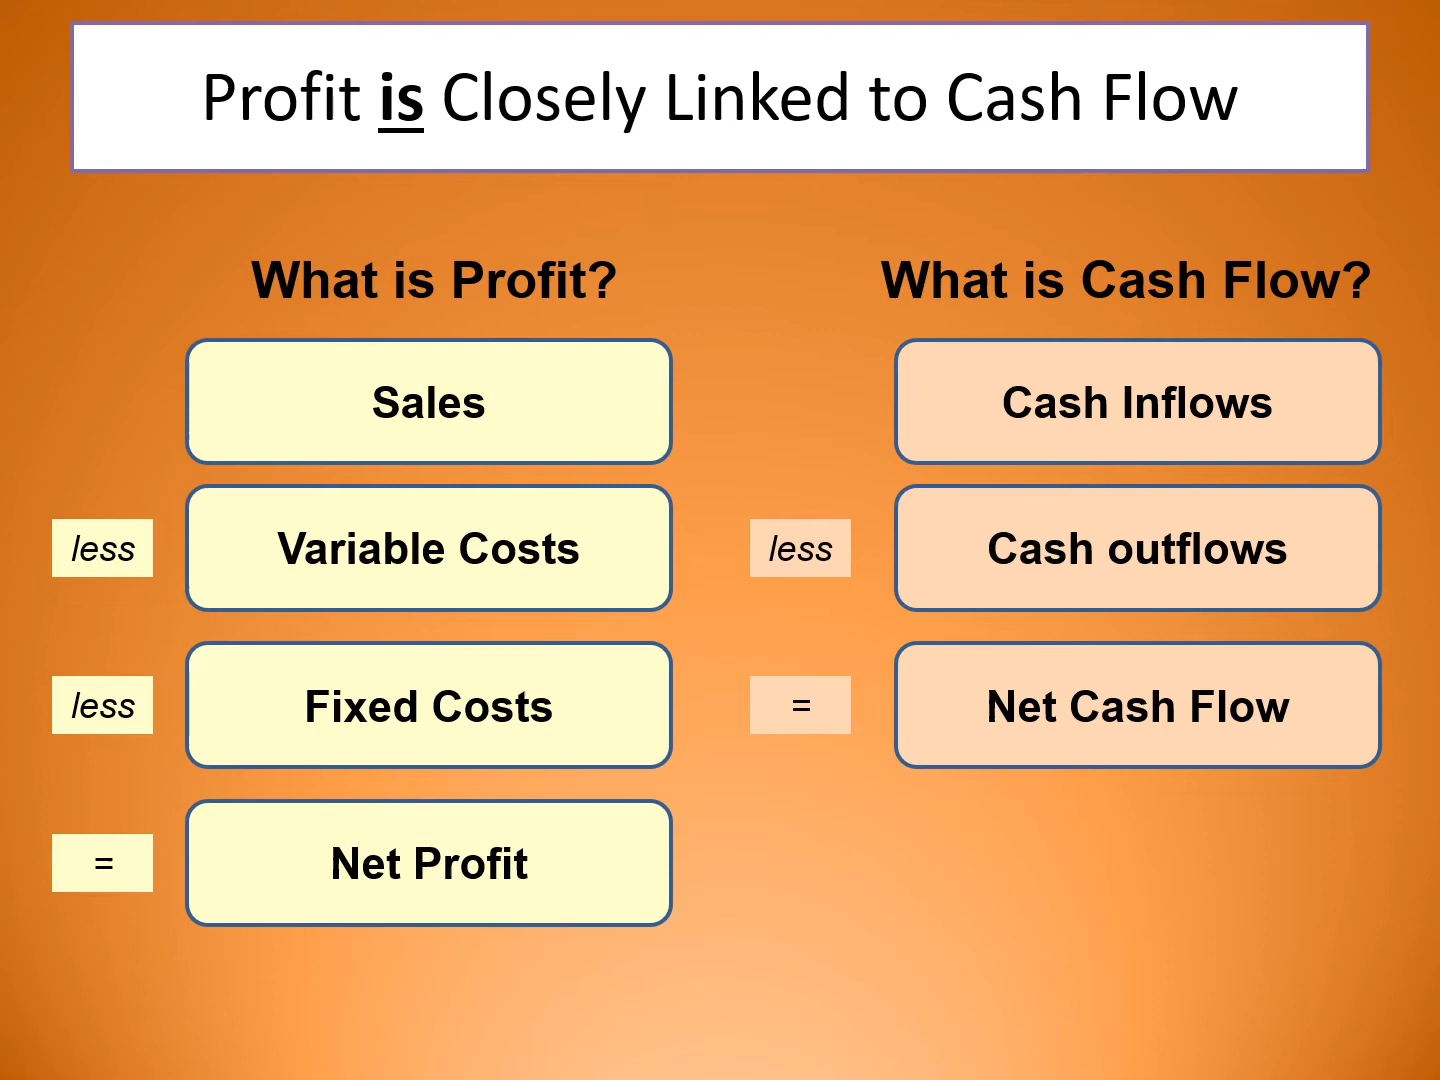 Profit is Closely Linked to Cash Flow
What is Profit?
Sales
less
Variable Costs
less
Fixed Costs
=
Net Profit
What is Cash Flow?
Cash Inflows
less
Cash outflows
=
Net Cash Flow